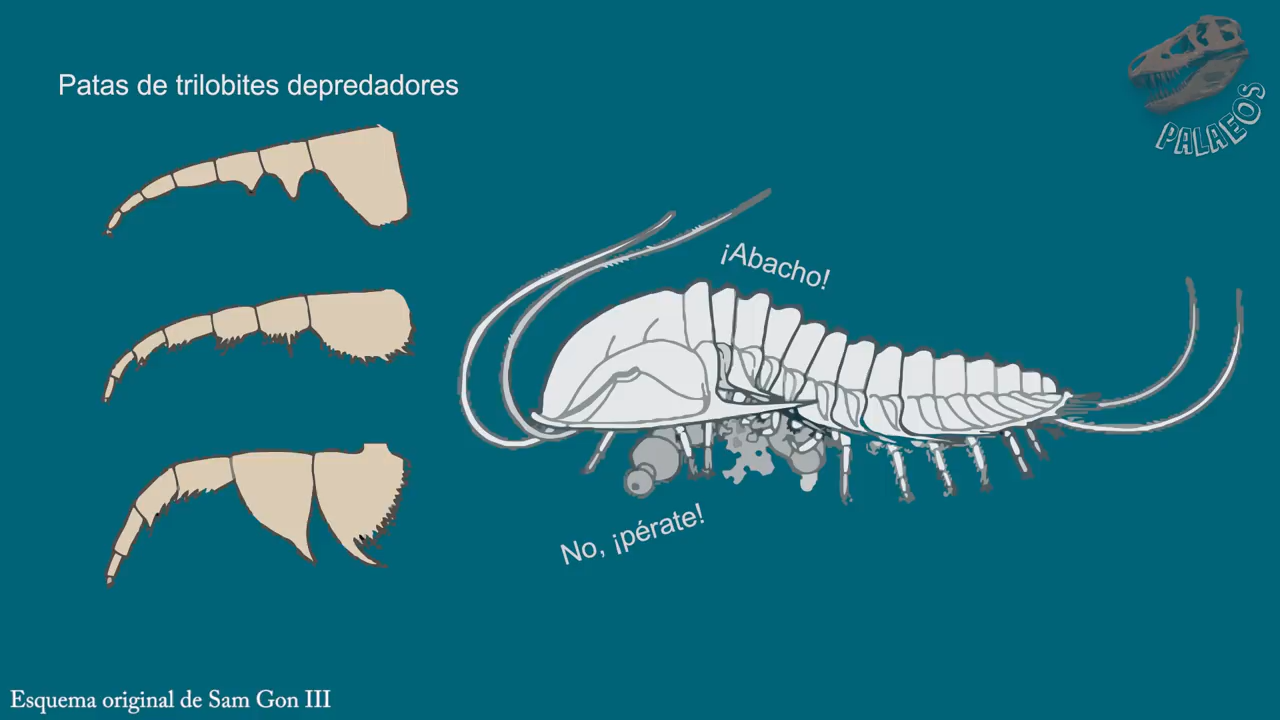 Patas de trilobites depredadores
PALAEOS
¡Abacho!
No, ¡pérate!
Esquema original de Sam Gon III